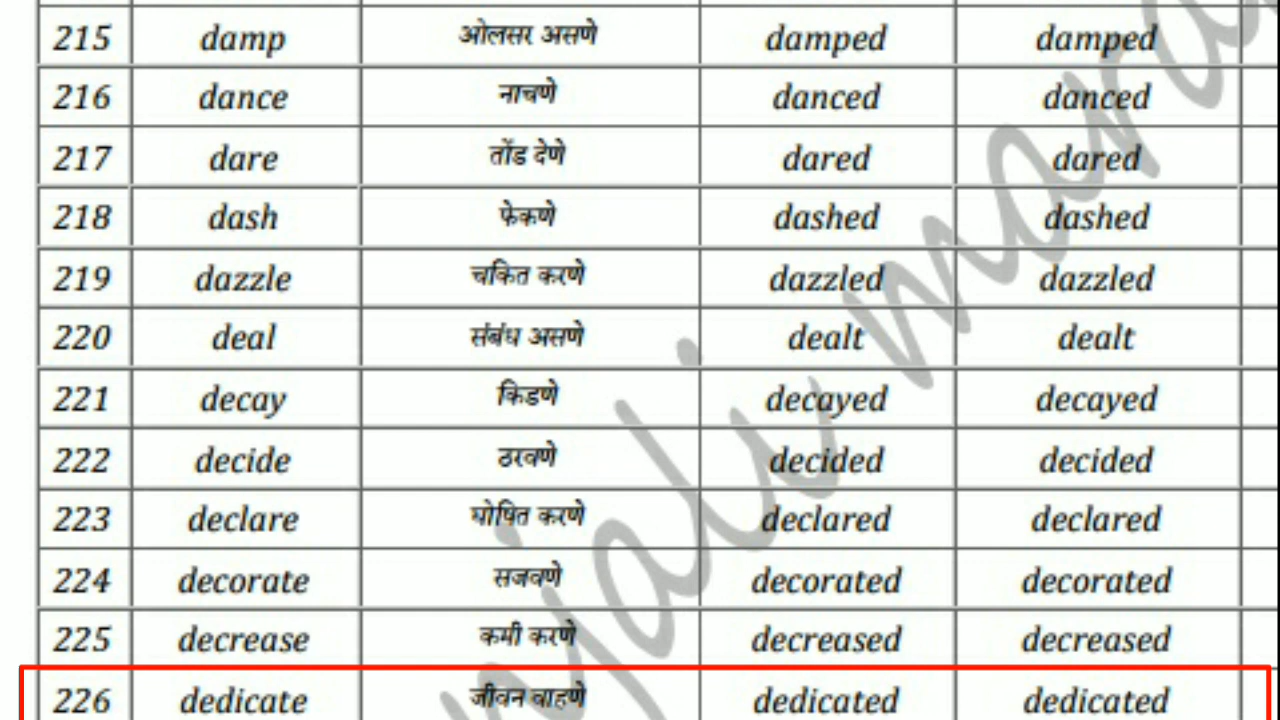 215 damp ओलसर असणे damped damped
216 dance नाचणे danced danced
217 dare तोंड देणे dared dared
218 dash फेकणे dashed dashed
219 dazzle चकित करणे dazzled dazzled
220 deal संबंध असणे dealt dealt
221 decay किडणे decayed decayed
222 decide ठरवणे decided decided
223 declare घोषित करणे declared declared
224 decorate सजवणे decorated decorated
225 decrease कमी करणे decreased decreased
226 dedicate जीवन वाहणे dedicated dedicated